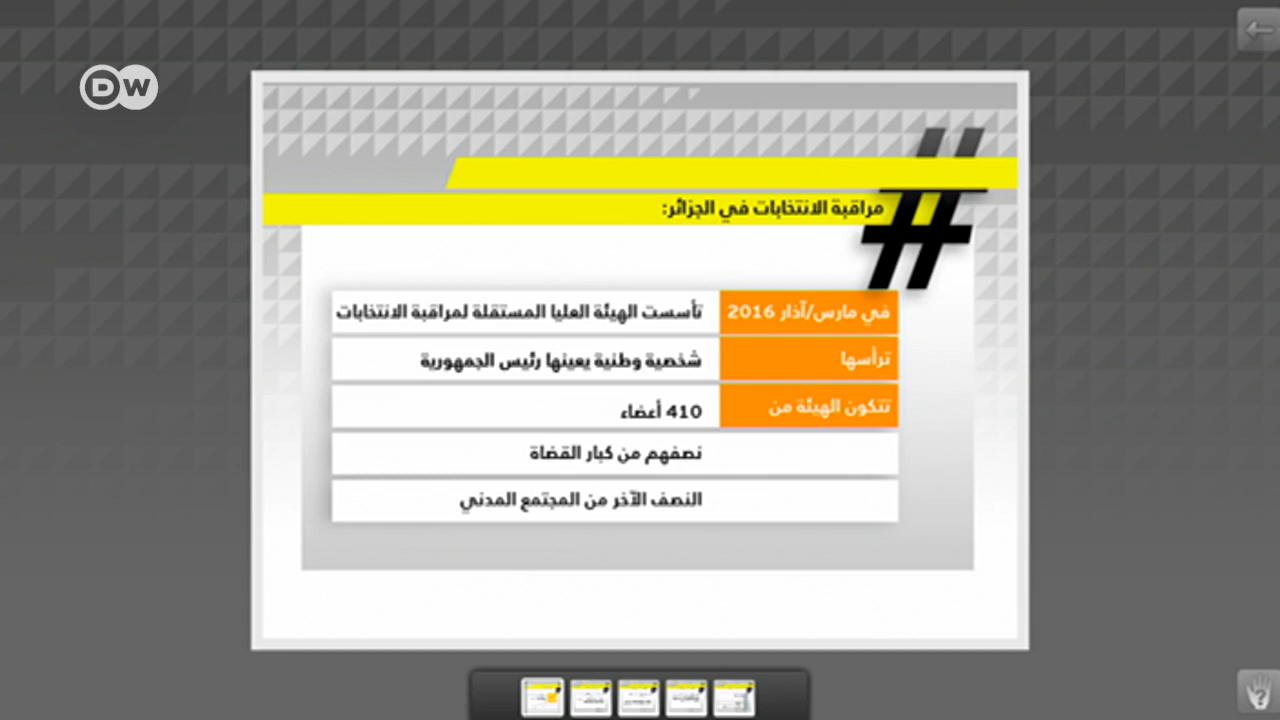 DW
مراقبة الانتخابات في الجزائر:
في مارس/آذار 2016 تأسست الهيئة العليا المستقلة لمراقبة الانتخابات
ترأسها شخصية وطنية يعينها رئيس الجمهورية
تتكون الهيئة من 410 أعضاء
نصفهم من كبار القضاة
النصف الآخر من المجتمع المدني